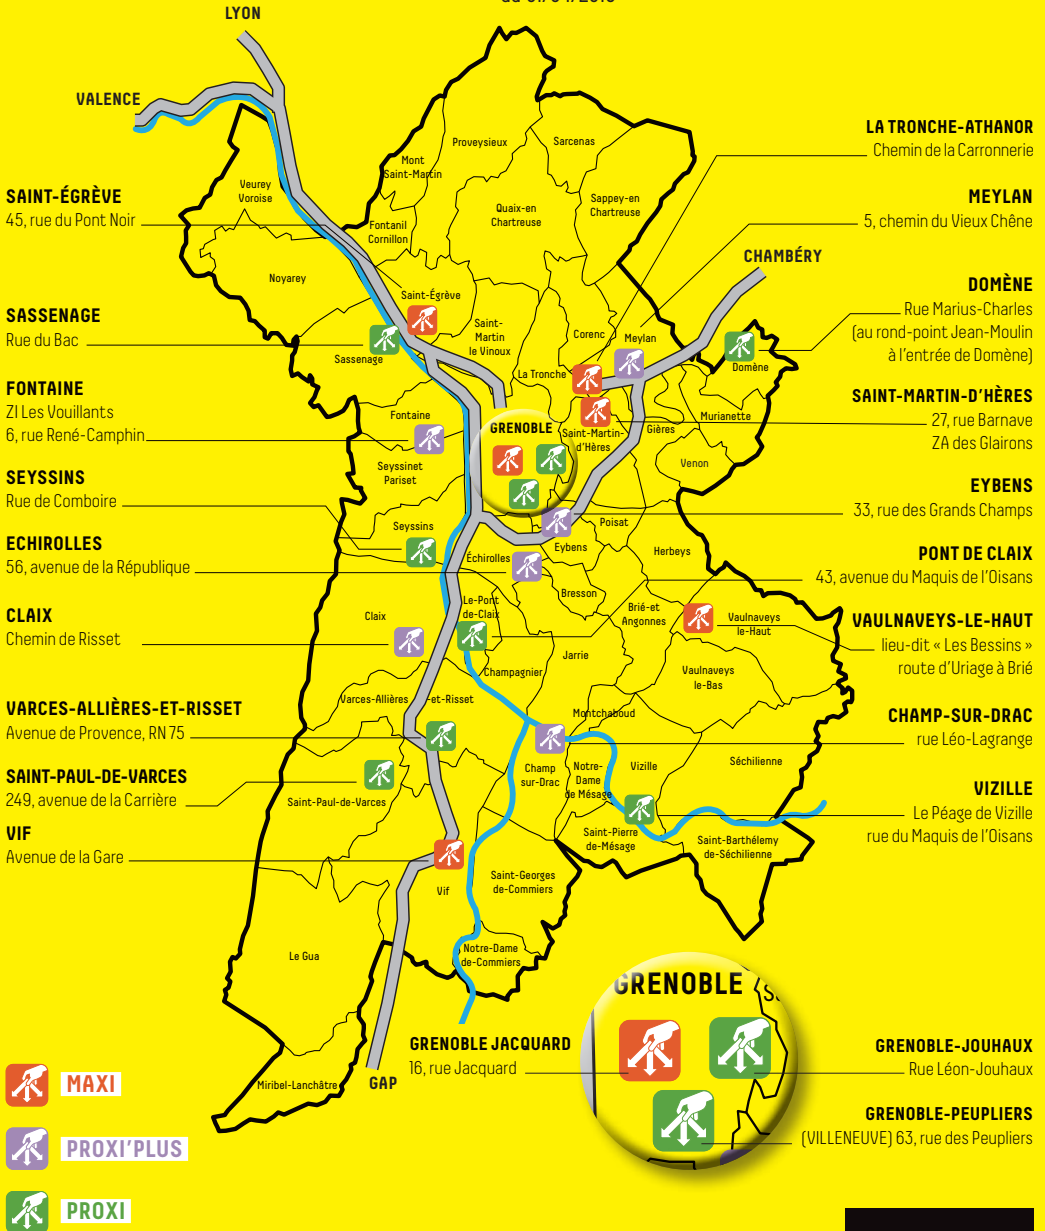 LYON
VALENCE
SAINT-ÉGRÈVE
45, rue du Pont Noir
SASSENAGE
Rue du Bac
FONTAINE
ZI Les Vouillants
6, rue René-Camphin
SEYSSINS
Rue de Comboire
ECHIROLLES
56, avenue de la République
CLAIX
Chemin de Risset
VARCES-ALLIÈRES-ET-RISSET
Avenue de Provence, RN 75
SAINT-PAUL-DE-VARCES
249, avenue de la Carrière
VIF
Avenue de la Gare
Proveysieux
Sarcenas
Mont
Saint-Martin
Veurey
Voroise
Quaix-en
Chartreuse
Sappey-en
Chartreuse
Fontanil
Cornillon
Noyarey
Saint-Égrève
Saint-
Martin
le Vinoux
Corenc
Meylan
Sassenage
La Tronche
Domène
Fontaine
GRENOBLE
Saint-Martin-
d'Hères
Gières
Murianette
Venon
Seyssinet
Pariset
Seyssins
Poisat
Échirolles
Eybens
Herbeys
Bresson
Claix
Le-Pont
de-Claix
Brié-et
Angonnes
Vaulnaveys
le-Haut
Jarrie
Champagnier
Vaulnaveys
le-Bas
Varces-Allières
-et-Risset
Montchaboud
Champ
sur-Drac
Notre-
Dame
de Mésage
Vizille
Séchilienne
Saint-Paul-de-Varces
Saint-Pierre
de-Mésage
Saint-Barthélemy
de-Séchilienne
Vif
Saint-Georges
de-Commiers
Le Gua
Notre-Dame
de-Commiers
Miribel-Lanchâtre
GAP
CHAMBÉRY
LA TRONCHE-ATHANOR
Chemin de la Carronnerie
MEYLAN
5, chemin du Vieux Chêne
DOMÈNE
Rue Marius-Charles
(au rond-point Jean-Moulin
à l'entrée de Domène)
SAINT-MARTIN-D'HÈRES
27, rue Barnave
ZA des Glairons
EYBENS
33, rue des Grands Champs
PONT DE CLAIX
43, avenue du Maquis de l'Oisans
VAULNAVEYS-LE-HAUT
lieu-dit « Les Bessins »
route d'Uriage à Brié
CHAMP-SUR-DRAC
rue Léo-Lagrange
VIZILLE
Le Péage de Vizille
rue du Maquis de l'Oisans
GRENOBLE
GRENOBLE JACQUARD
16, rue Jacquard
GRENOBLE-JOUHAUX
Rue Léon-Jouhaux
GRENOBLE-PEUPLIERS
(VILLENEUVE) 63, rue des Peupliers
MAXI
PROXI'PLUS
PROXI